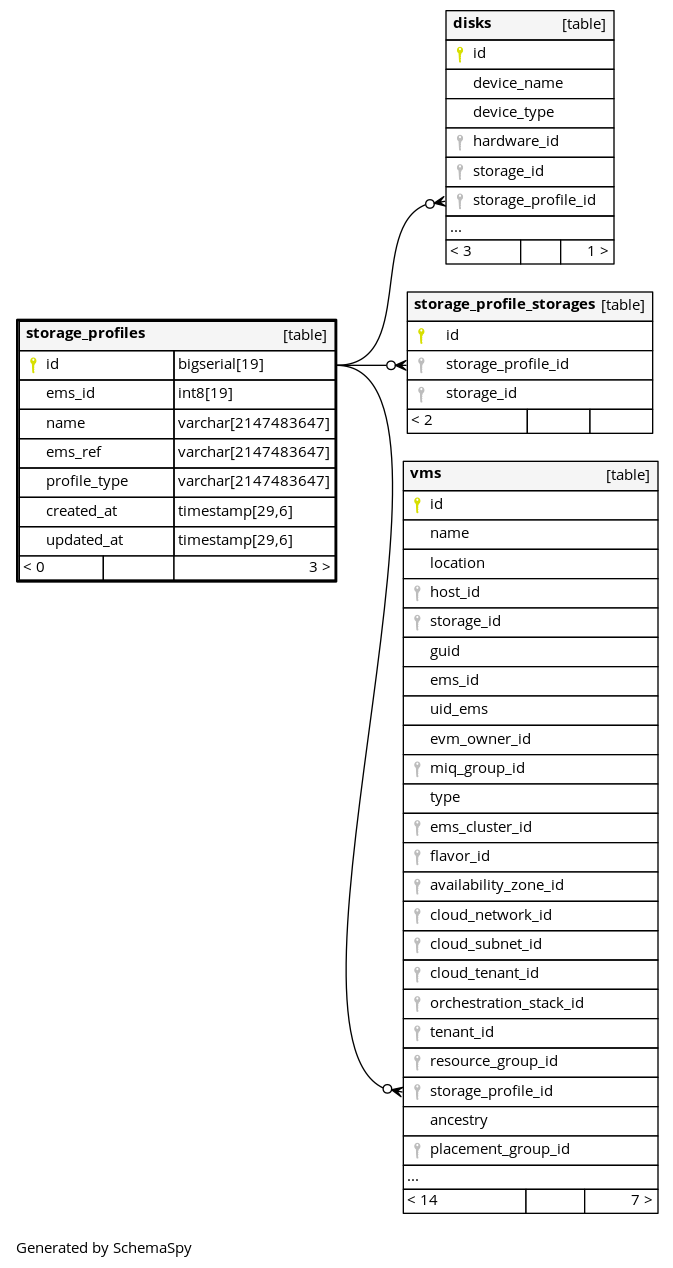 disks [table]
id
device_name
device_type
hardware_id
storage_id
storage_profile_id
...
< 3 1 >
storage_profile_storages [table]
id
storage_profile_id
storage_id
< 2
storage_profiles [table]
id bigserial[19]
ems_id int8[19]
name varchar[2147483647]
ems_ref varchar[2147483647]
profile_type varchar[2147483647]
created_at timestamp[29,6]
updated_at timestamp[29,6]
< 0 3 >
vms [table]
id
name
location
host_id
storage_id
guid
ems_id
uid_ems
evm_owner_id
miq_group_id
type
ems_cluster_id
flavor_id
availability_zone_id
cloud_network_id
cloud_subnet_id
cloud_tenant_id
orchestration_stack_id
tenant_id
resource_group_id
storage_profile_id
ancestry
placement_group_id
...
< 14 7 >
Generated by SchemaSpy